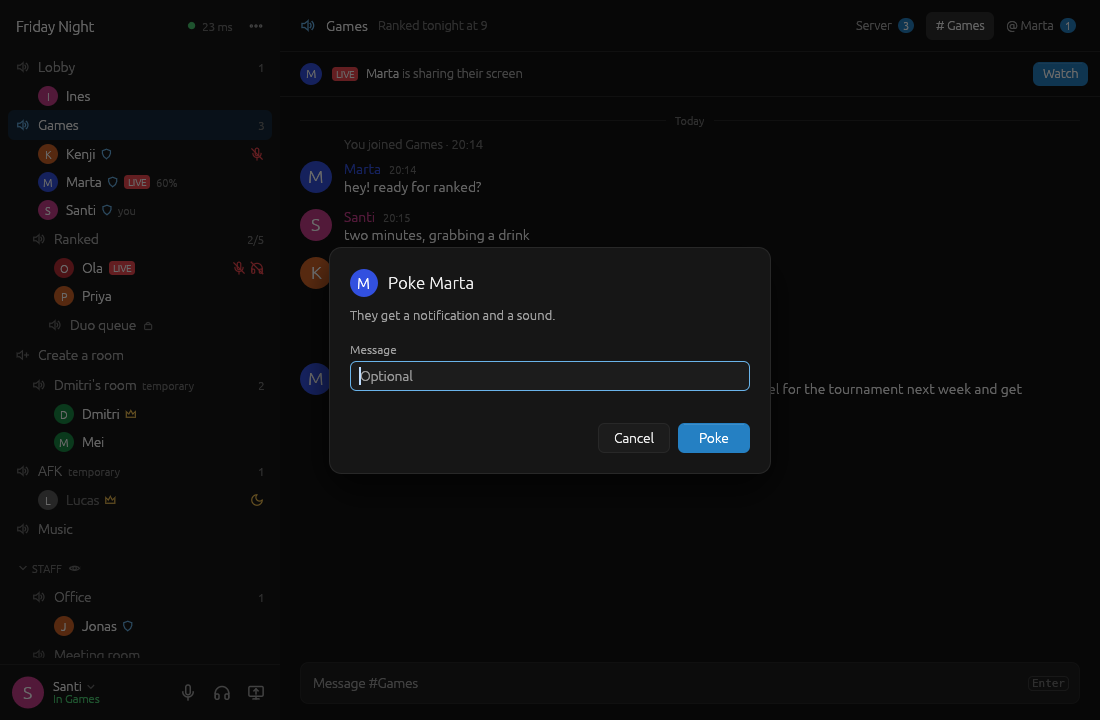 Friday Night
23 ms
Games
Ranked tonight at 9
Server 3
# Games
@ Marta 1
Lobby 1
I Ines
Games 3
K Kenji
M Marta LIVE 60%
S Santi you
Ranked 2/5
O Ola LIVE
P Priya
Duo queue
Create a room
Dmitri's room temporary 2
D Dmitri
M Mei
AFK temporary 1
L Lucas
Music
STAFF
Office 1
J Jonas
Meeting room
S Santi
In Games
M LIVE Marta is sharing their screen
Watch
Today
You joined Games · 20:14
M Marta 20:14
hey! ready for ranked?
S Santi 20:15
two minutes, grabbing a drink
K
M
el for the tournament next week and get
M Poke Marta
They get a notification and a sound.
Message
Optional
Cancel
Poke
Message #Games
Enter